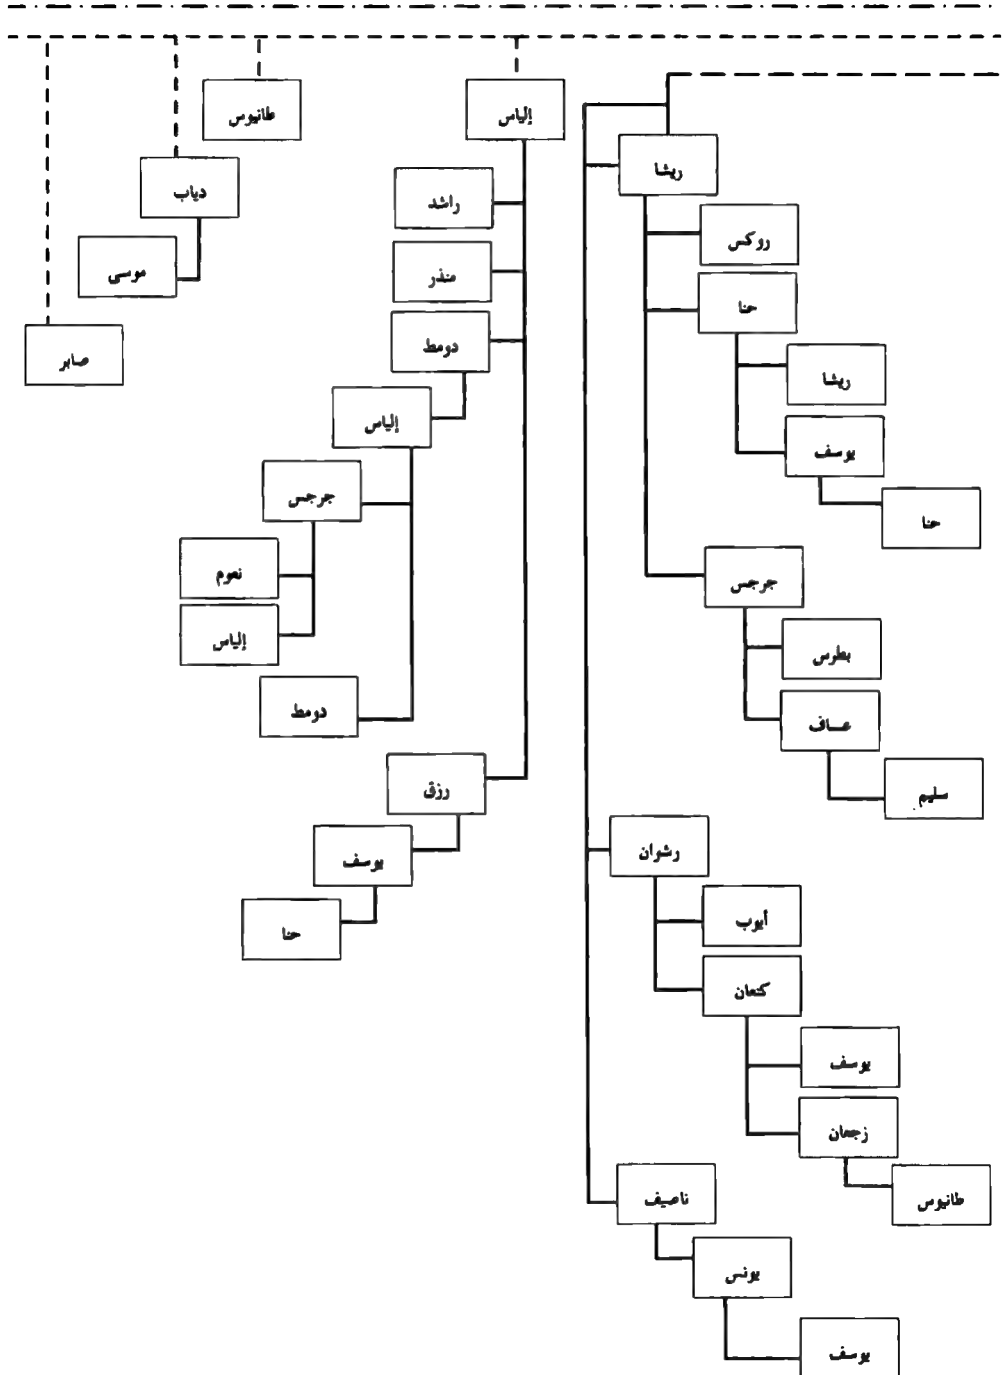 إلياس
طانيوس
ريشا
دياب
راشد
روكس
موسى
منذر
حنا
دومط
صابر
ريشا
إلياس
يوسف
جرجس
حنا
نعوم
جرجس
إلياس
بطرس
دومط
عساف
رزق
سليم
رشوان
يوسف
حنا
أيوب
كنعان
يوسف
زجعان
طانيوس
ناصيف
يونس
يوسف